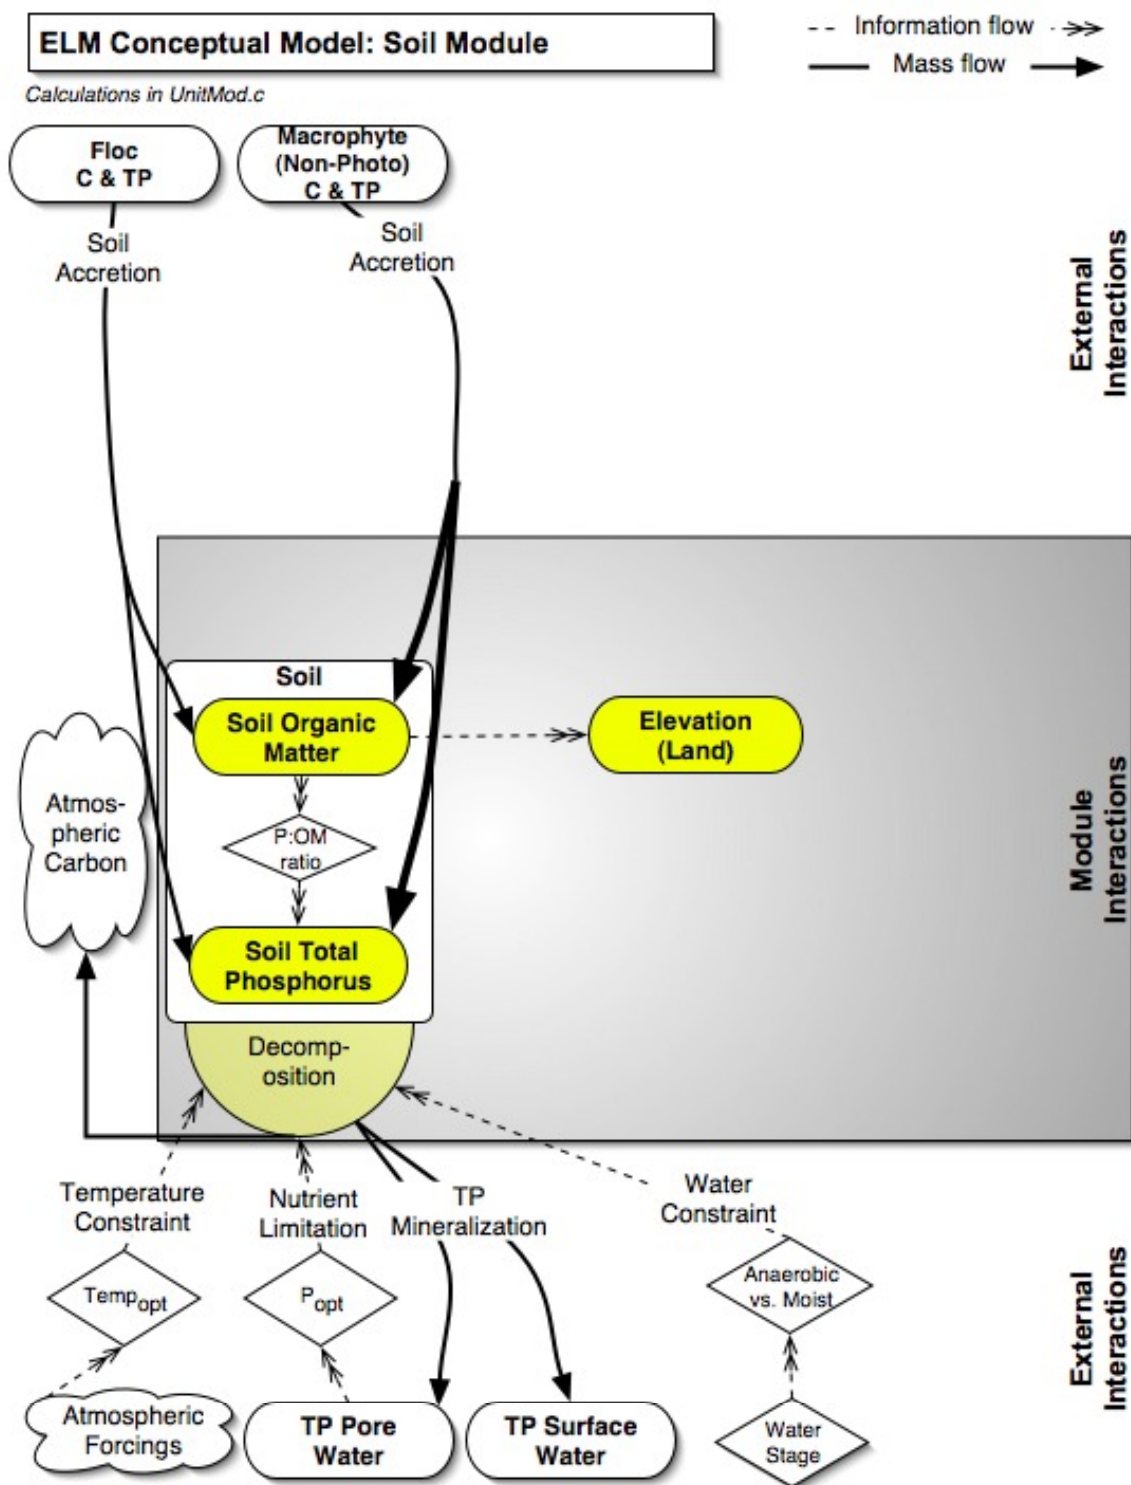 ELM Conceptual Model: Soil Module
Information flow
Mass flow
Calculations in UnitMod.c
Floc
C & TP
Macrophyte
(Non-Photo)
C & TP
Soil
Accretion
Soil
Accretion
External
Interactions
Soil
Soil Organic
Matter
Elevation
(Land)
Atmos-
pheric
Carbon
P:OM
ratio
Module
Interactions
Soil Total
Phosphorus
Decomp-
osition
Temperature
Constraint
Nutrient
Limitation
TP
Mineralization
Water
Constraint
Temp opt
P opt
Anaerobic
vs. Moist
External
Interactions
Atmospheric
Forcings
TP Pore
Water
TP Surface
Water
Water
Stage